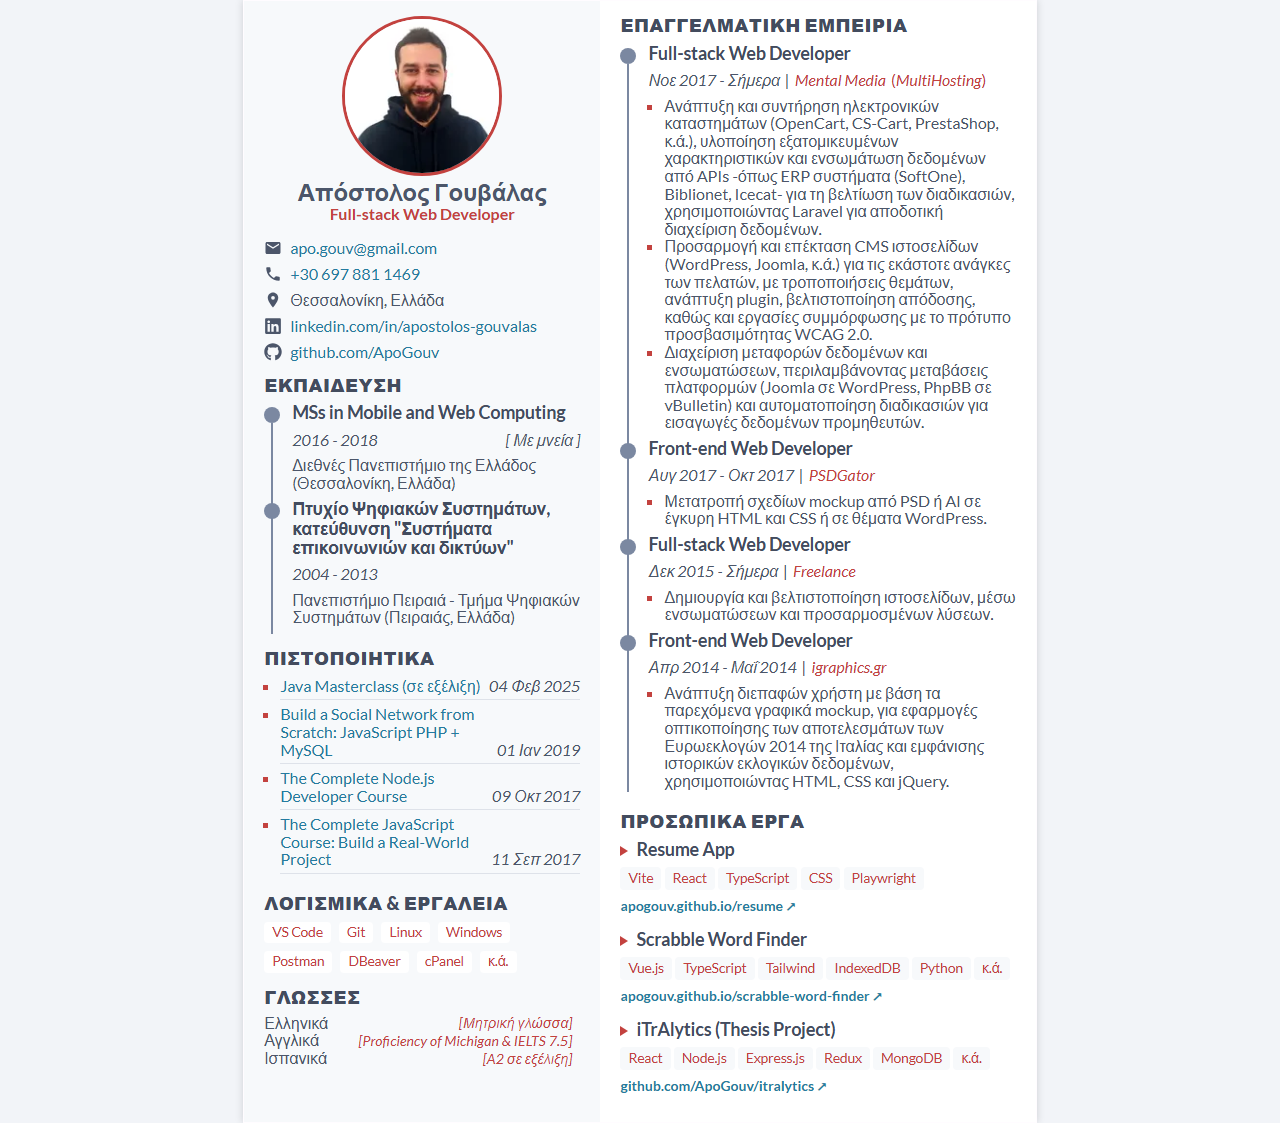 Απόστολος Γουβάλας
Full-stack Web Developer
apo.gouv@gmail.com
+30 697 881 1469
Θεσσαλονίκη, Ελλάδα
linkedin.com/in/apostolos-gouvalas
github.com/ApoGouv
ΕΚΠΑΙΔΕΥΣΗ
MSs in Mobile and Web Computing
2016 - 2018 [ Με μνεία ]
Διεθνές Πανεπιστήμιο της Ελλάδος
(Θεσσαλονίκη, Ελλάδα)
Πτυχίο Ψηφιακών Συστημάτων,
κατεύθυνση "Συστήματα
επικοινωνιών και δικτύων"
2004 - 2013
Πανεπιστήμιο Πειραιά - Τμήμα Ψηφιακών
Συστημάτων (Πειραιάς, Ελλάδα)
ΠΙΣΤΟΠΟΙΗΤΙΚΑ
Java Masterclass (σε εξέλιξη) 04 Φεβ 2025
Build a Social Network from
Scratch: JavaScript PHP +
MySQL 01 Ιαν 2019
The Complete Node.js
Developer Course 09 Οκτ 2017
The Complete JavaScript
Course: Build a Real-World
Project 11 Σεπ 2017
ΛΟΓΙΣΜΙΚΑ & ΕΡΓΑΛΕΙΑ
VS Code Git Linux Windows
Postman DBeaver cPanel κ.ά.
ΓΛΩΣΣΕΣ
Ελληνικά [Μητρική γλώσσα]
Αγγλικά [Proficiency of Michigan & IELTS 7.5]
Ισπανικά [A2 σε εξέλιξη]
ΕΠΑΓΓΕΛΜΑΤΙΚΗ ΕΜΠΕΙΡΙΑ
Full-stack Web Developer
Νοε 2017 - Σήμερα | Mental Media (MultiHosting)
Ανάπτυξη και συντήρηση ηλεκτρονικών
καταστημάτων (OpenCart, CS-Cart, PrestaShop,
κ.ά.), υλοποίηση εξατομικευμένων
χαρακτηριστικών και ενσωμάτωση δεδομένων
από APIs -όπως ERP συστήματα (SoftOne),
Biblionet, Icecat- για τη βελτίωση των διαδικασιών,
χρησιμοποιώντας Laravel για αποδοτική
διαχείριση δεδομένων.
Προσαρμογή και επέκταση CMS ιστοσελίδων
(WordPress, Joomla, κ.ά.) για τις εκάστοτε ανάγκες
των πελατών, με τροποποιήσεις θεμάτων,
ανάπτυξη plugin, βελτιστοποίηση απόδοσης,
καθώς και εργασίες συμμόρφωσης με το πρότυπο
προσβασιμότητας WCAG 2.0.
Διαχείριση μεταφορών δεδομένων και
ενσωματώσεων, περιλαμβάνοντας μεταβάσεις
πλατφορμών (Joomla σε WordPress, PhpBB σε
vBulletin) και αυτοματοποίηση διαδικασιών για
εισαγωγές δεδομένων προμηθευτών.
Front-end Web Developer
Αυγ 2017 - Οκτ 2017 | PSDGator
Μετατροπή σχεδίων mockup από PSD ή AI σε
έγκυρη HTML και CSS ή σε θέματα WordPress.
Full-stack Web Developer
Δεκ 2015 - Σήμερα | Freelance
Δημιουργία και βελτιστοποίηση ιστοσελίδων, μέσω
ενσωματώσεων και προσαρμοσμένων λύσεων.
Front-end Web Developer
Απρ 2014 - Μαΐ 2014 | igraphics.gr
Ανάπτυξη διεπαφών χρήστη με βάση τα
παρεχόμενα γραφικά mockup, για εφαρμογές
οπτικοποίησης των αποτελεσμάτων των
Ευρωεκλογών 2014 της Ιταλίας και εμφάνισης
ιστορικών εκλογικών δεδομένων,
χρησιμοποιώντας HTML, CSS και jQuery.
ΠΡΟΣΩΠΙΚΑ ΕΡΓΑ
Resume App
Vite React TypeScript CSS Playwright
apogouv.github.io/resume ↗
Scrabble Word Finder
Vue.js TypeScript Tailwind IndexedDB Python κ.ά.
apogouv.github.io/scrabble-word-finder ↗
iTrAlytics (Thesis Project)
React Node.js Express.js Redux MongoDB κ.ά.
github.com/ApoGouv/itralytics ↗